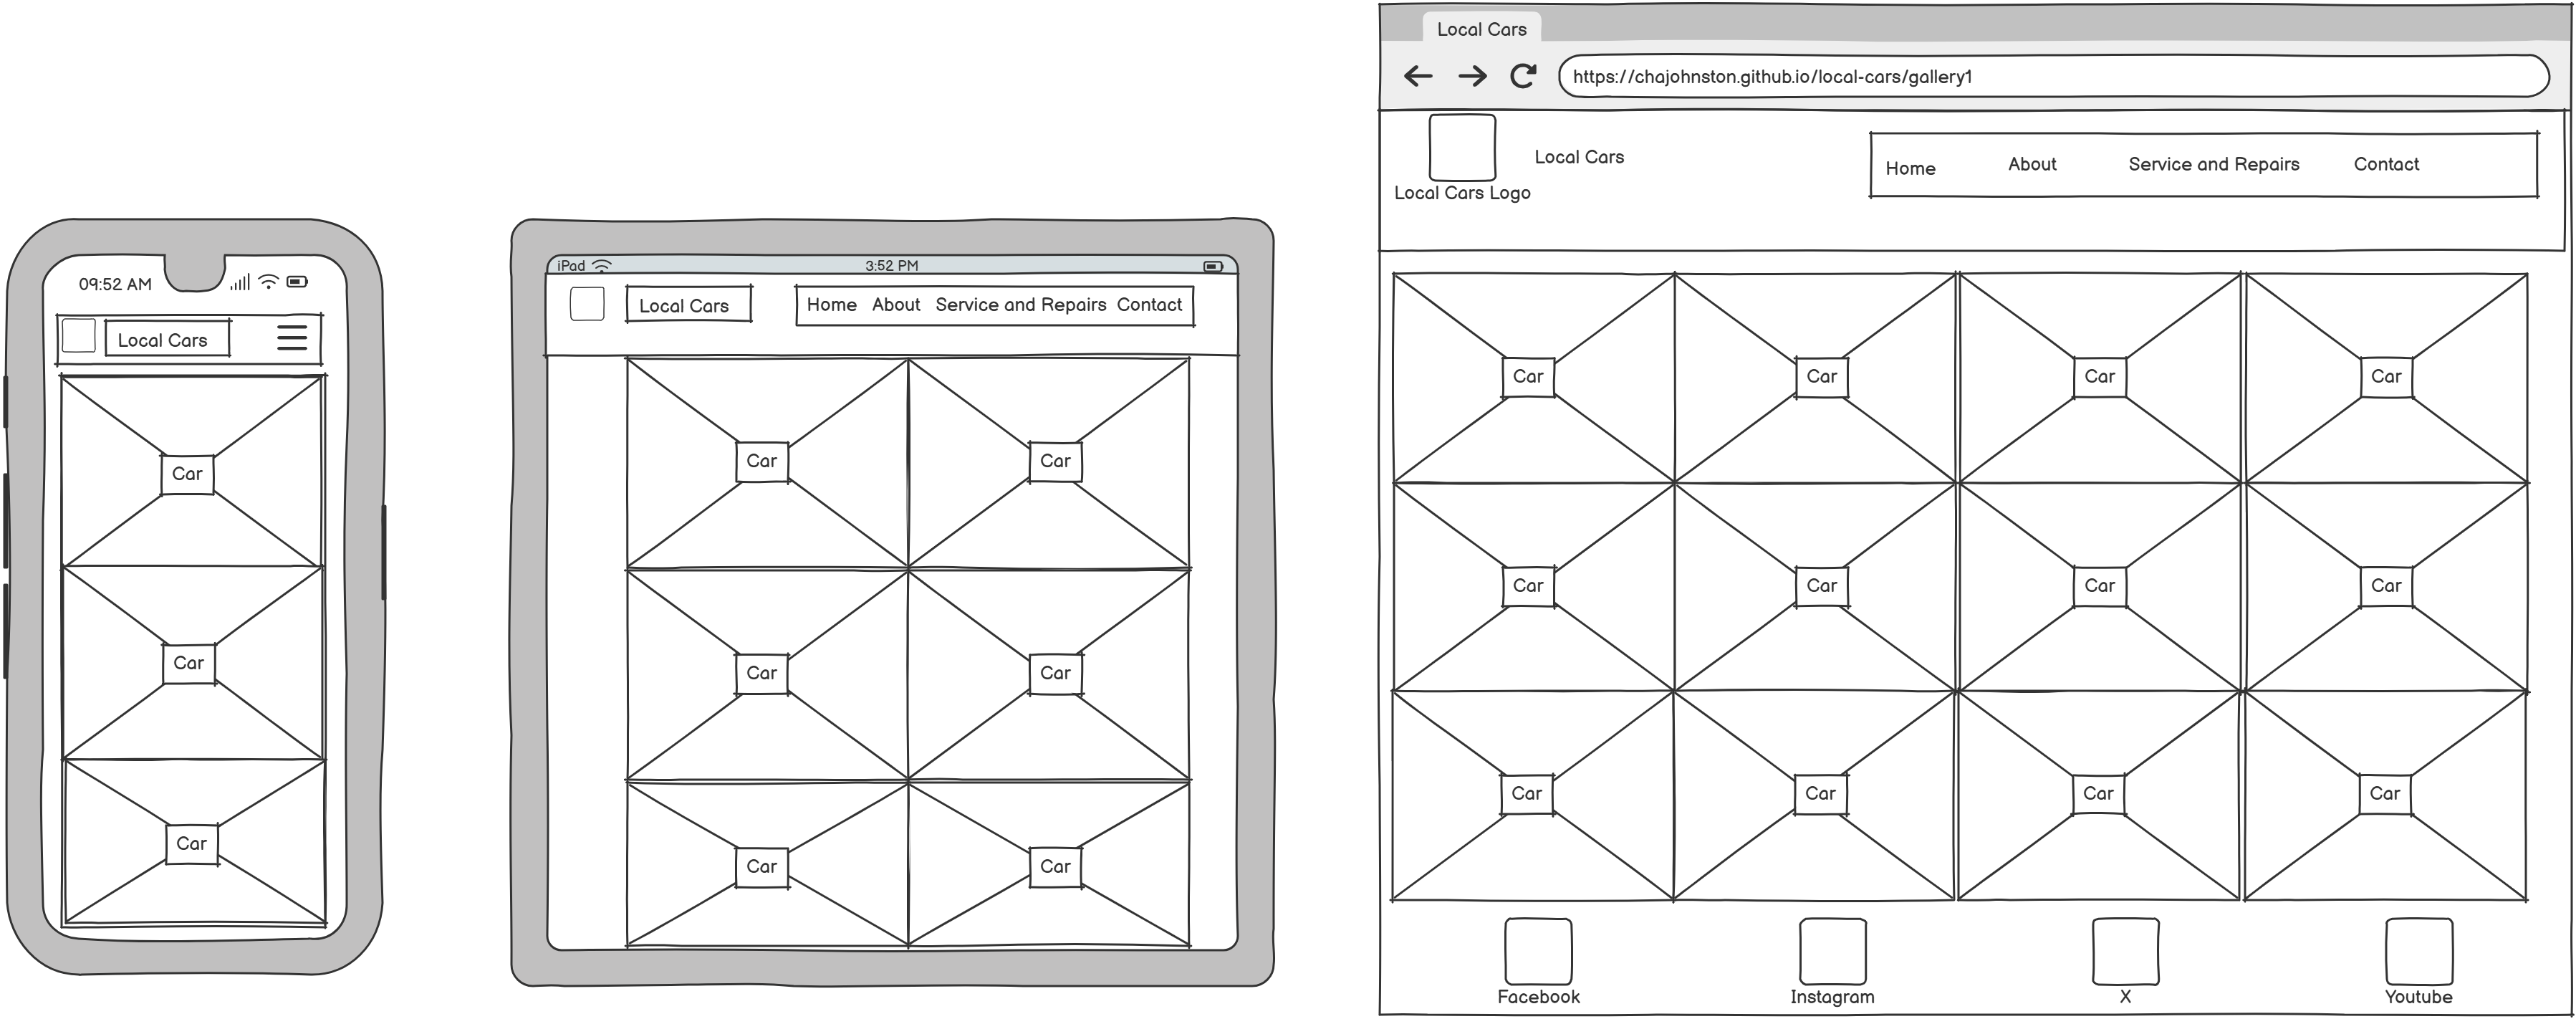 09:52 AM
Local Cars
Car
Car
Car
iPad 3:52 PM
Local Cars Home About Service and Repairs Contact
Car Car
Car Car
Car Car
Local Cars
https://chajohnston.github.io/local-cars/gallery1
Local Cars Home About Service and Repairs Contact
Local Cars Logo
Car Car Car Car
Car Car Car Car
Car Car Car Car
Facebook Instagram X Youtube